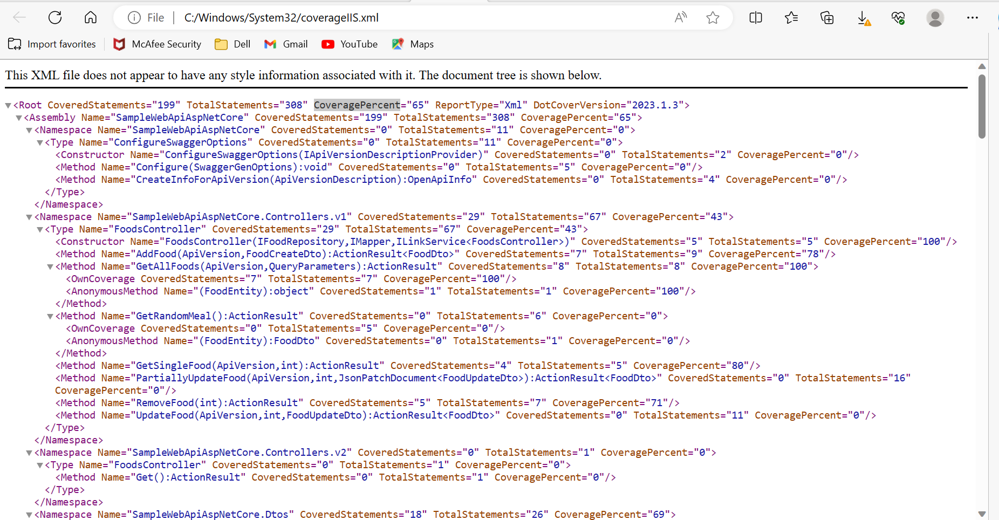 File | C:/Windows/System32/coverageIIS.xml
Import favorites McAfee Security Dell Gmail YouTube Maps
This XML file does not appear to have any style information associated with it. The document tree is shown below.
<Root CoveredStatements="199" TotalStatements="308" CoveragePercent="65" ReportType="Xml" DotCoverVersion="2023.1.3">
<Assembly Name="SampleWebApiAspNetCore" CoveredStatements="199" TotalStatements="308" CoveragePercent="65">
<Namespace Name="SampleWebApiAspNetCore" CoveredStatements="0" TotalStatements="11" CoveragePercent="0">
<Type Name="ConfigureSwaggerOptions" CoveredStatements="0" TotalStatements="11" CoveragePercent="0">
<Constructor Name="ConfigureSwaggerOptions(IApiVersionDescriptionProvider)" CoveredStatements="0" TotalStatements="2" CoveragePercent="0"/>
<Method Name="Configure(SwaggerGenOptions):void" CoveredStatements="0" TotalStatements="5" CoveragePercent="0"/>
<Method Name="CreateInfoForApiVersion(ApiVersionDescription):OpenApiInfo" CoveredStatements="0" TotalStatements="4" CoveragePercent="0"/>
</Type>
</Namespace>
<Namespace Name="SampleWebApiAspNetCore.Controllers.v1" CoveredStatements="29" TotalStatements="67" CoveragePercent="43">
<Type Name="FoodsController" CoveredStatements="29" TotalStatements="67" CoveragePercent="43">
<Constructor Name="FoodsController(IFoodRepository,IMapper,ILinkService<FoodsController>)" CoveredStatements="5" TotalStatements="5" CoveragePercent="100"/>
<Method Name="AddFood(ApiVersion,FoodCreateDto):ActionResult<FoodDto>" CoveredStatements="7" TotalStatements="9" CoveragePercent="78"/>
<Method Name="GetAllFoods(ApiVersion,QueryParameters):ActionResult" CoveredStatements="8" TotalStatements="8" CoveragePercent="100">
<OwnCoverage CoveredStatements="7" TotalStatements="7" CoveragePercent="100"/>
<AnonymousMethod Name="(FoodEntity):object" CoveredStatements="1" TotalStatements="1" CoveragePercent="100"/>
</Method>
<Method Name="GetRandomMeal():ActionResult" CoveredStatements="0" TotalStatements="6" CoveragePercent="0">
<OwnCoverage CoveredStatements="0" TotalStatements="5" CoveragePercent="0"/>
<AnonymousMethod Name="(FoodEntity):FoodDto" CoveredStatements="0" TotalStatements="1" CoveragePercent="0"/>
</Method>
<Method Name="GetSingleFood(ApiVersion,int):ActionResult" CoveredStatements="4" TotalStatements="5" CoveragePercent="80"/>
<Method Name="PartiallyUpdateFood(ApiVersion,int,JsonPatchDocument<FoodUpdateDto>):ActionResult<FoodDto>" CoveredStatements="0" TotalStatements="16"
CoveragePercent="0"/>
<Method Name="RemoveFood(int):ActionResult" CoveredStatements="5" TotalStatements="7" CoveragePercent="71"/>
<Method Name="UpdateFood(ApiVersion,int,FoodUpdateDto):ActionResult<FoodDto>" CoveredStatements="0" TotalStatements="11" CoveragePercent="0"/>
</Type>
</Namespace>
<Namespace Name="SampleWebApiAspNetCore.Controllers.v2" CoveredStatements="0" TotalStatements="1" CoveragePercent="0">
<Type Name="FoodsController" CoveredStatements="0" TotalStatements="1" CoveragePercent="0">
<Method Name="Get():ActionResult" CoveredStatements="0" TotalStatements="1" CoveragePercent="0"/>
</Type>
</Namespace>
<Namespace Name="SampleWebApiAspNetCore.Dtos" CoveredStatements="18" TotalStatements="26" CoveragePercent="69">